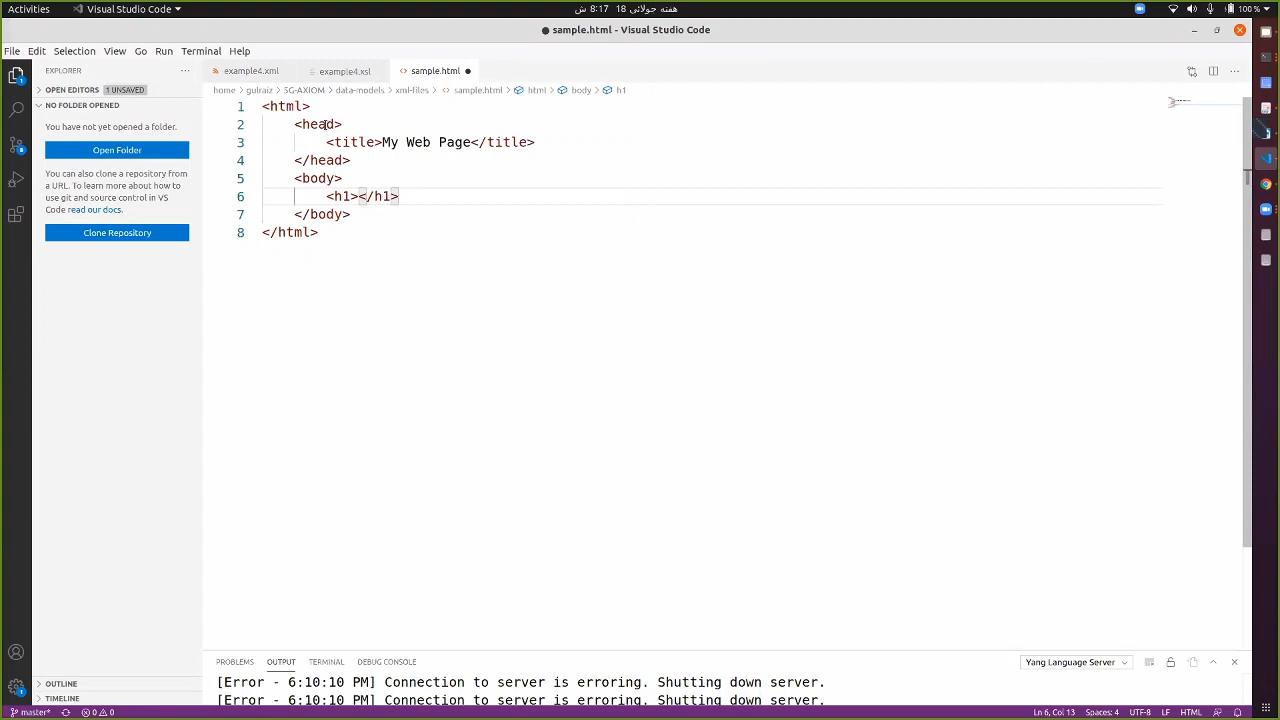 Activities
Visual Studio Code
هفته جولائی 18 8:17 ش
100 %
sample.html - Visual Studio Code
File Edit Selection View Go Run Terminal Help
EXPLORER
example4.xml example4.xsl sample.html
OPEN EDITORS 1 UNSAVED
home gulraiz 5G-AXIOM data-models xml-files sample.html html body h1
NO FOLDER OPENED
You have not yet opened a folder.
Open Folder
You can also clone a repository from a URL. To learn more about how to use git and source control in VS Code read our docs.
Clone Repository
1 <html>
2 <head>
3 <title>My Web Page</title>
4 </head>
5 <body>
6 <h1></h1>
7 </body>
8 </html>
PROBLEMS OUTPUT TERMINAL DEBUG CONSOLE
Yang Language Server
[Error - 6:10:10 PM] Connection to server is erroring. Shutting down server.
[Error - 6:10:10 PM] Connection to server is erroring. Shutting down server.
OUTLINE
TIMELINE
master* 0 0
Ln 6, Col 13 Spaces: 4 UTF-8 LF HTML